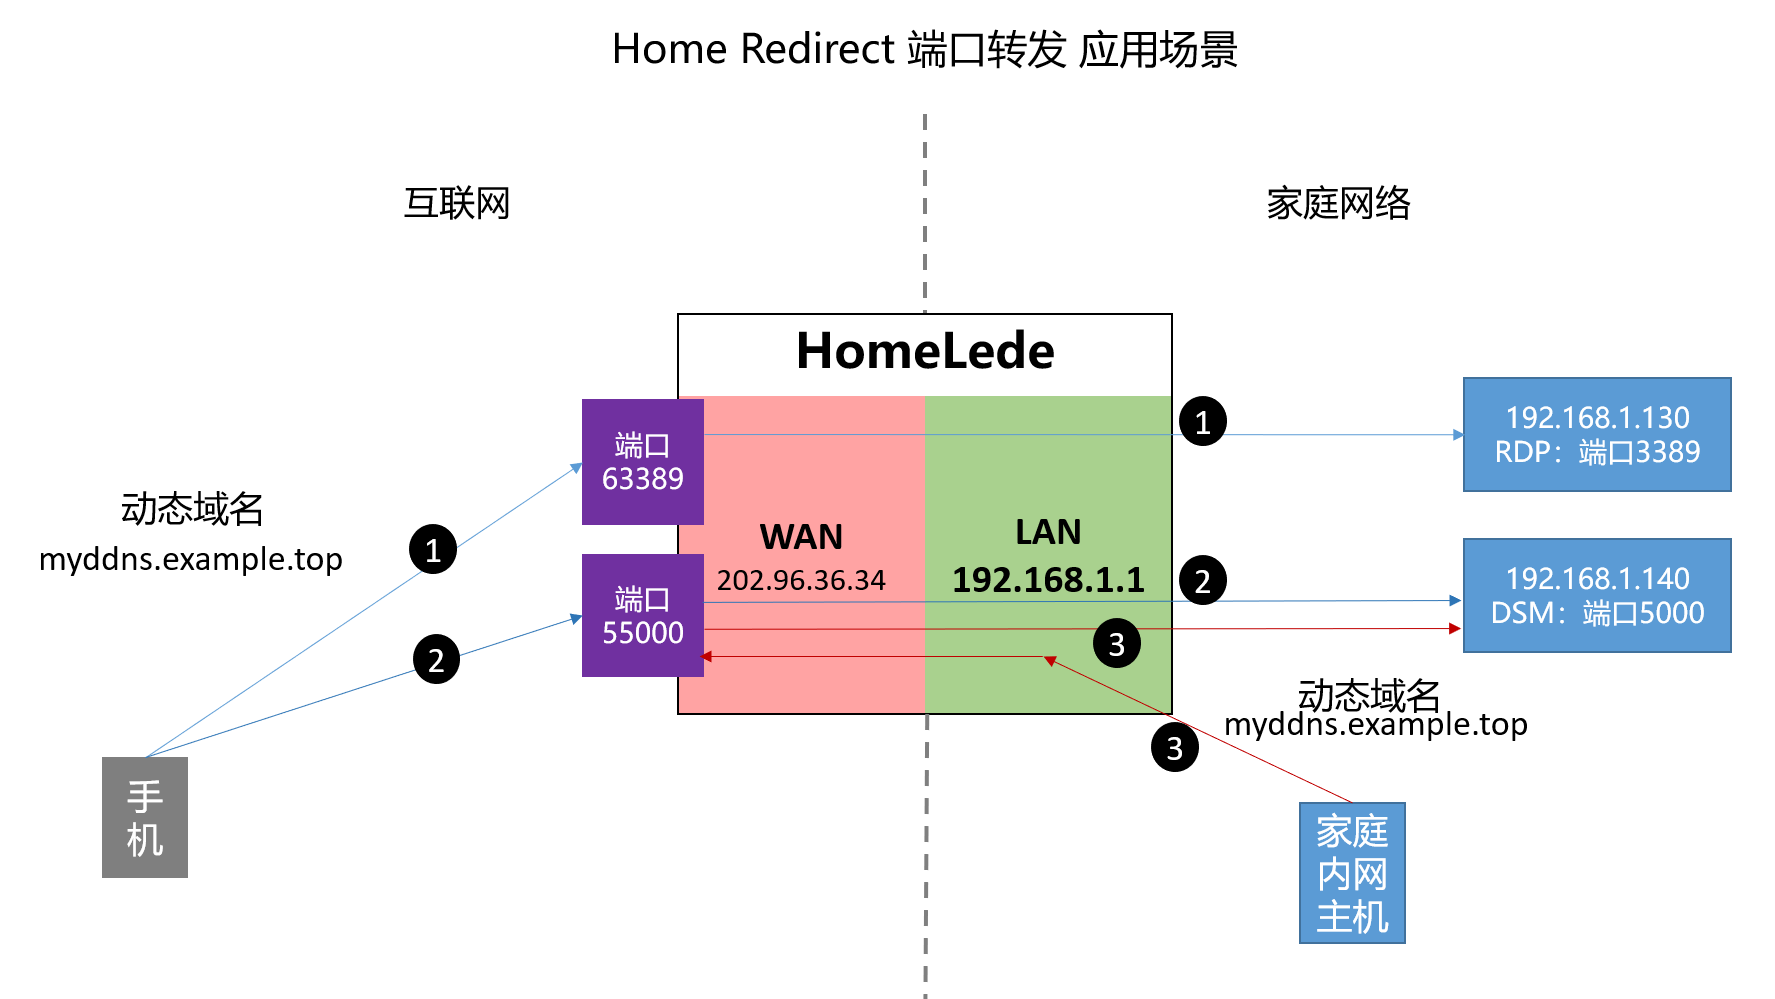 Home Redirect 端口转发 应用场景
互联网
家庭网络
HomeLede
端口
63389
1
192.168.1.130
RDP：端口3389
动态域名
myddns.example.top
1
WAN
202.96.36.34
LAN
192.168.1.1
端口
55000
2
2
192.168.1.140
DSM：端口5000
3
动态域名
myddns.example.top
3
手
机
家庭
内网
主机